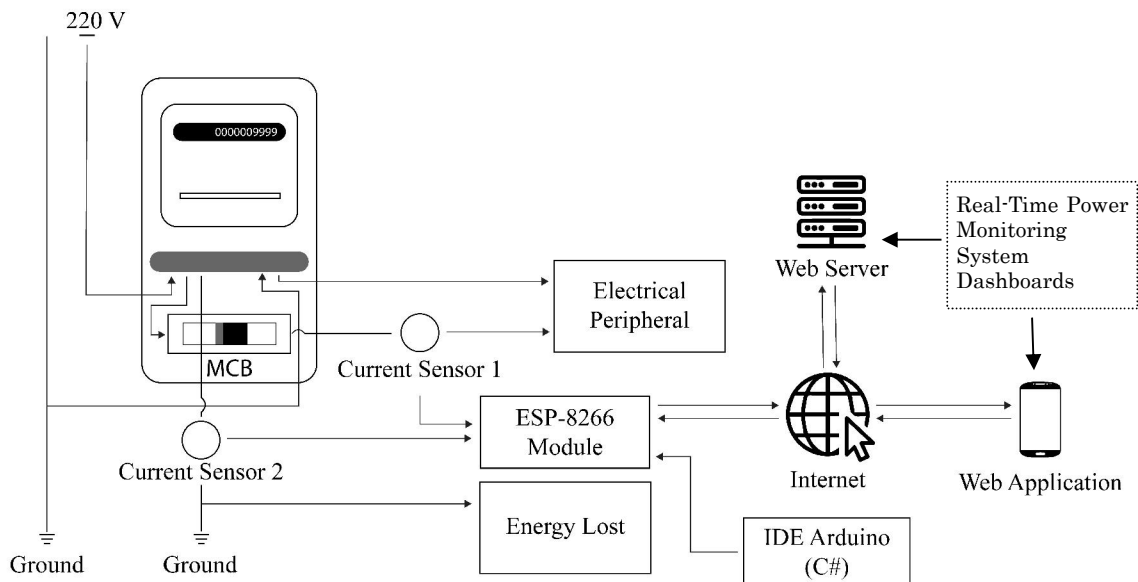 220 V
0000009999
MCB
Current Sensor 1
Current Sensor 2
Ground
Ground
Electrical
Peripheral
ESP-8266
Module
Energy Lost
IDE Arduino
(C#)
Web Server
Internet
Web Application
Real-Time Power
Monitoring
System
Dashboards